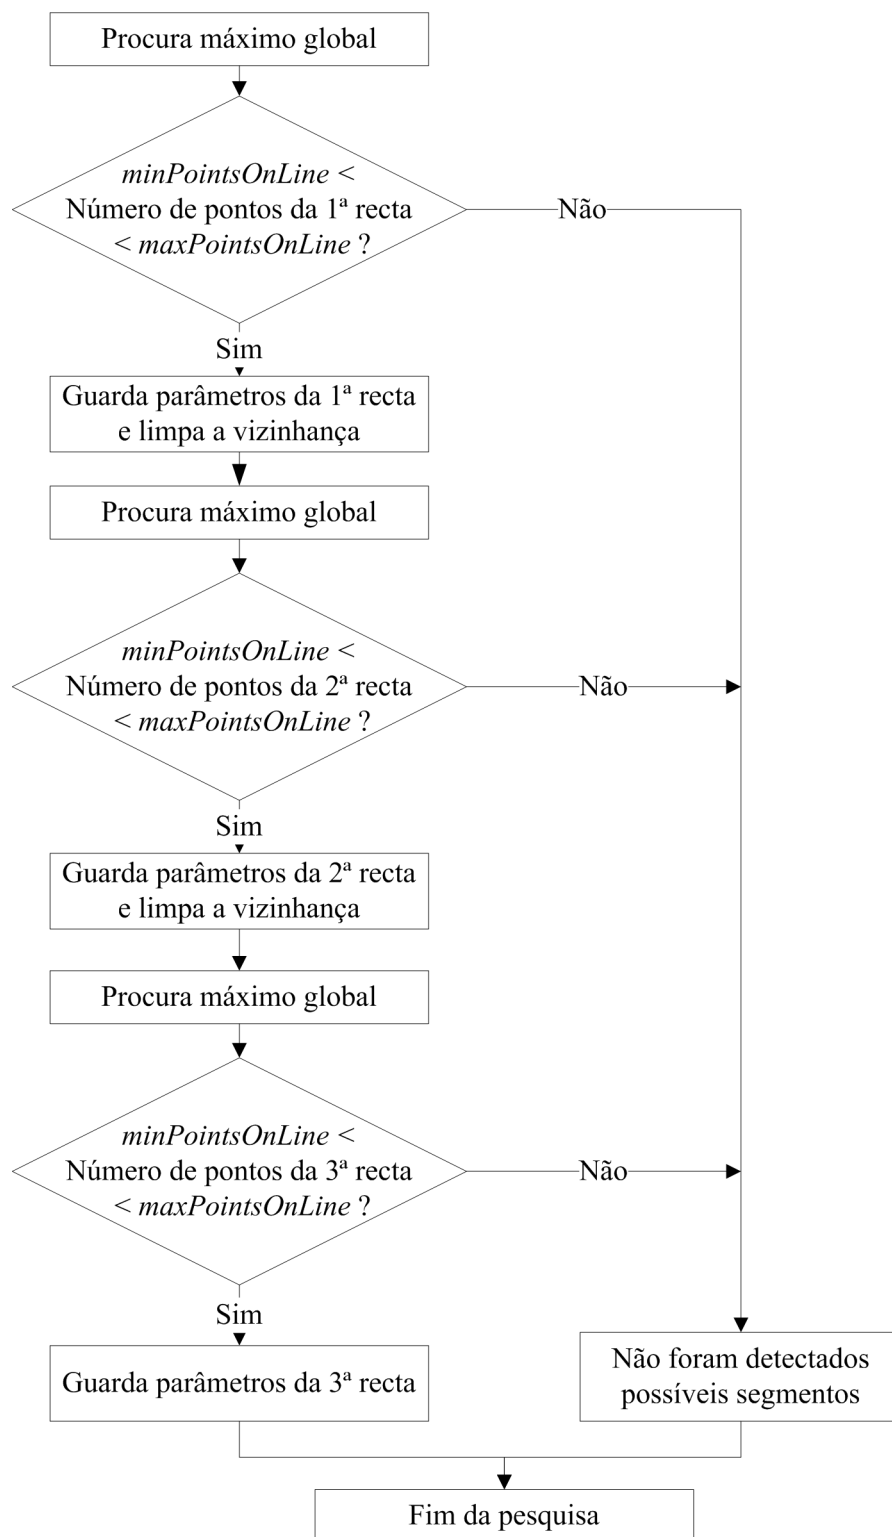 Procura máximo global
minPointsOnLine <
Número de pontos da 1ª recta
< maxPointsOnLine ?
Não
Sim
Guarda parâmetros da 1ª recta
e limpa a vizinhança
Procura máximo global
minPointsOnLine <
Número de pontos da 2ª recta
< maxPointsOnLine ?
Não
Sim
Guarda parâmetros da 2ª recta
e limpa a vizinhança
Procura máximo global
minPointsOnLine <
Número de pontos da 3ª recta
< maxPointsOnLine ?
Não
Sim
Guarda parâmetros da 3ª recta
Não foram detectados
possíveis segmentos
Fim da pesquisa